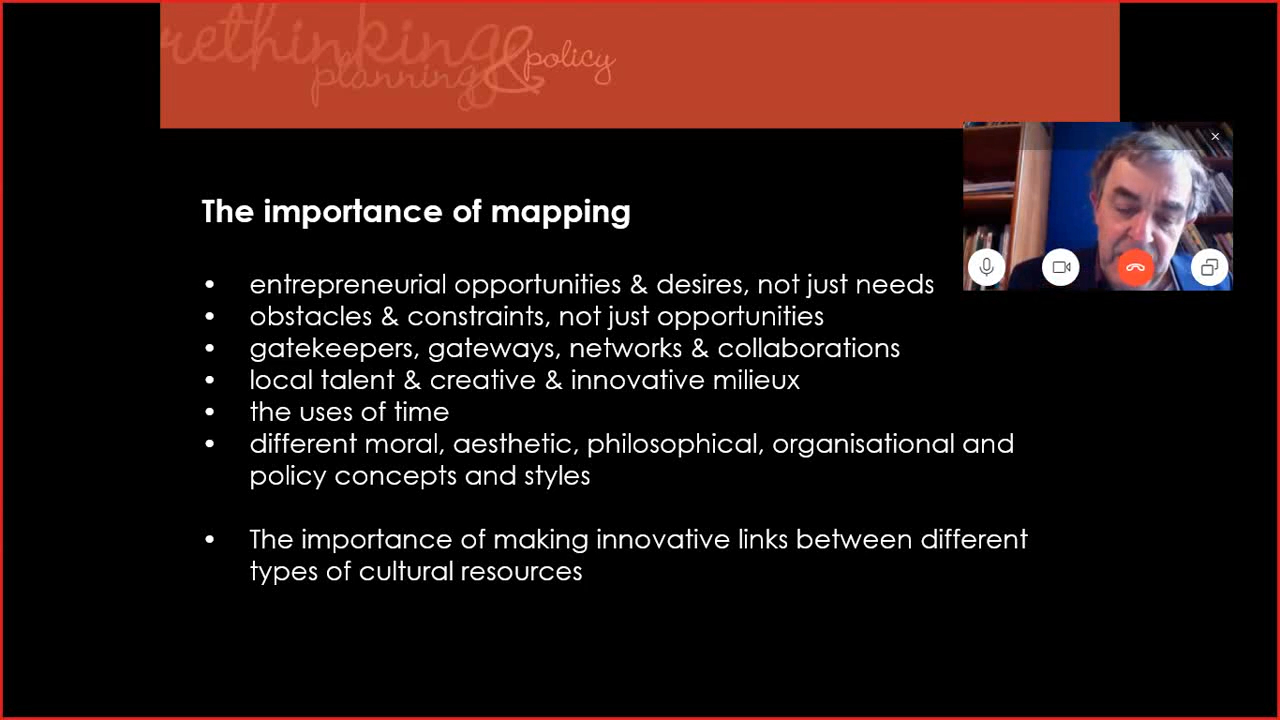 rethinking
planning & policy
The importance of mapping
• entrepreneurial opportunities & desires, not just needs
• obstacles & constraints, not just opportunities
• gatekeepers, gateways, networks & collaborations
• local talent & creative & innovative milieux
• the uses of time
• different moral, aesthetic, philosophical, organisational and
policy concepts and styles
• The importance of making innovative links between different
types of cultural resources